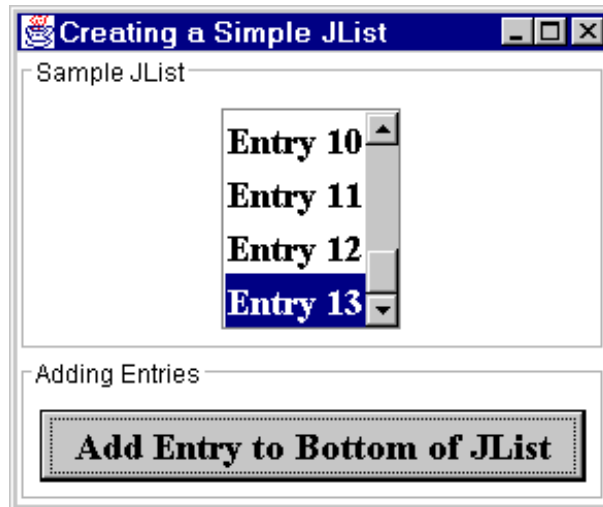 Creating a Simple JList
Sample JList
Entry 10
Entry 11
Entry 12
Entry 13
Adding Entries
Add Entry to Bottom of JList